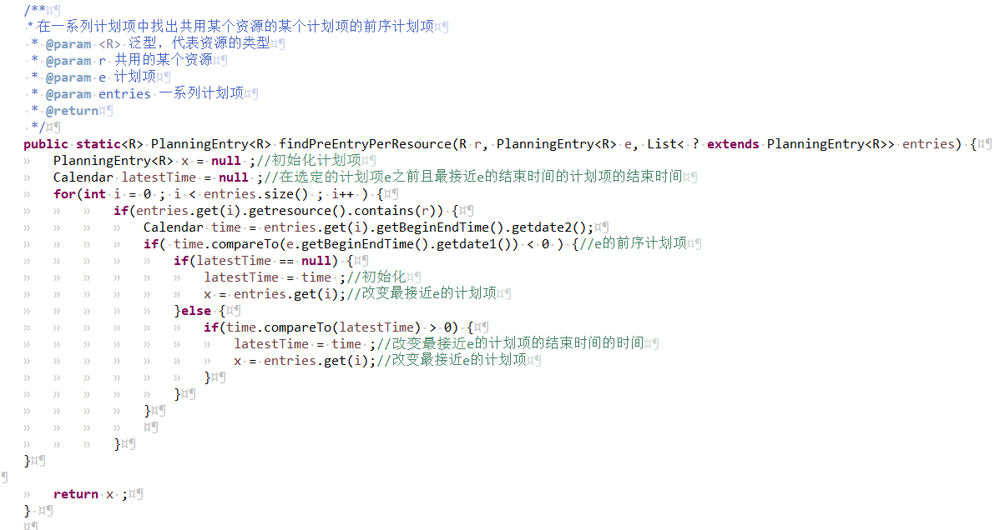 /**
* 在一系列计划项中找出共用某个资源的某个计划项的前序计划项
* @param <R> 泛型，代表资源的类型
* @param r 共用的某个资源
* @param e 计划项
* @param entries 一系列计划项
* @return
*/
public static<R> PlanningEntry<R> findPreEntryPerResource(R r, PlanningEntry<R> e, List< ? extends PlanningEntry<R>> entries) {
PlanningEntry<R> x = null ;//初始化计划项
Calendar latestTime = null ;//在选定的计划项e之前且最接近e的结束时间的计划项的结束时间
for(int i = 0 ; i < entries.size() ; i++ ) {
if(entries.get(i).getresource().contains(r)) {
Calendar time = entries.get(i).getBeginEndTime().getdate2();
if( time.compareTo(e.getBeginEndTime().getdate1()) < 0 ) {//e的前序计划项
if(latestTime == null) {
latestTime = time ;//初始化
x = entries.get(i);//改变最接近e的计划项
}else {
if(time.compareTo(latestTime) > 0) {
latestTime = time ;//改变最接近e的计划项的结束时间的时间
x = entries.get(i);//改变最接近e的计划项
}
}
}
}
}
return x ;
}